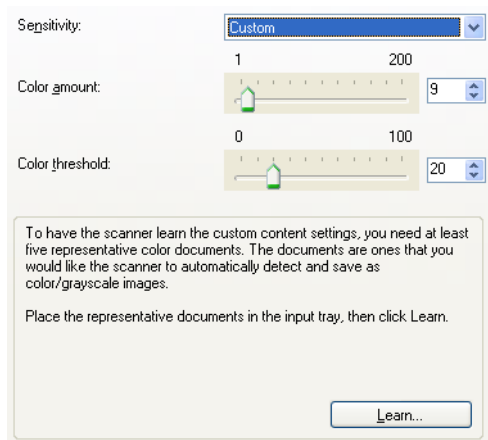 Sensitivity: Custom
1 200
Color amount: 9
0 100
Color threshold: 20
To have the scanner learn the custom content settings, you need at least
five representative color documents. The documents are ones that you
would like the scanner to automatically detect and save as
color/grayscale images.
Place the representative documents in the input tray, then click Learn.
Learn...